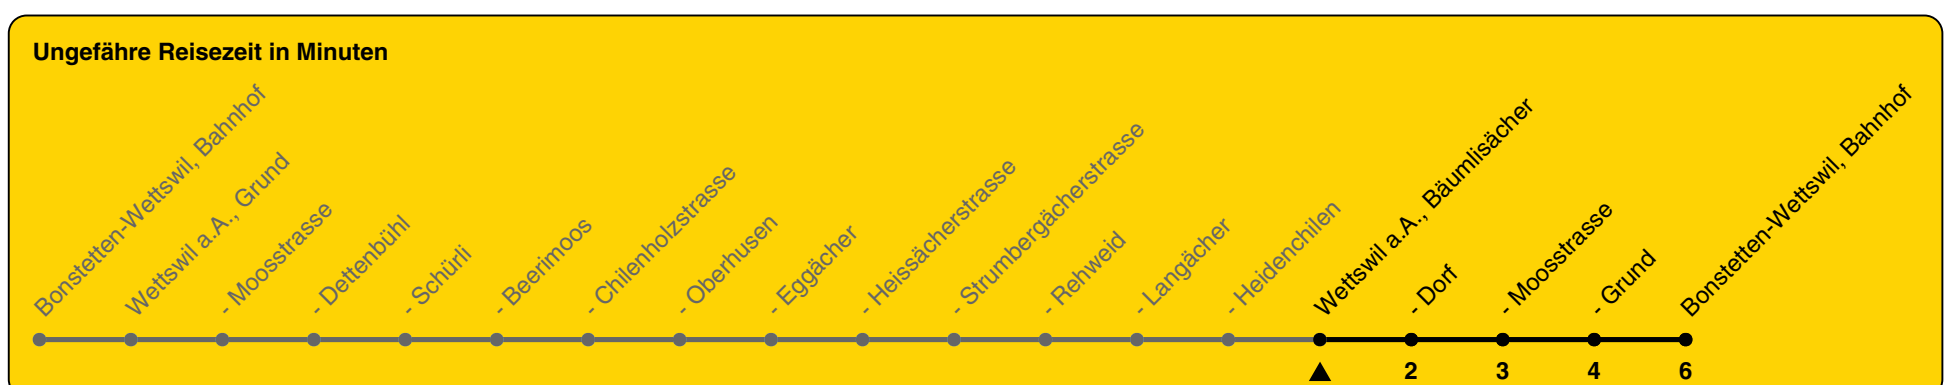 Ungefähre Reisezeit in Minuten
Bonstetten-Wettswil, Bahnhof
Wettswil a.A., Grund
- Moosstrasse
- Dettenbühl
- Schürli
- Beerimoos
- Chilenholzstrasse
- Oberhusen
- Eggächer
- Heissächerstrasse
- Strumbergächerstrasse
- Rehweid
- Langächer
- Heidenchilen
Wettswil a.A., Bäumlisächer
- Dorf
- Moosstrasse
- Grund
Bonstetten-Wettswil, Bahnhof
2 3 4 6